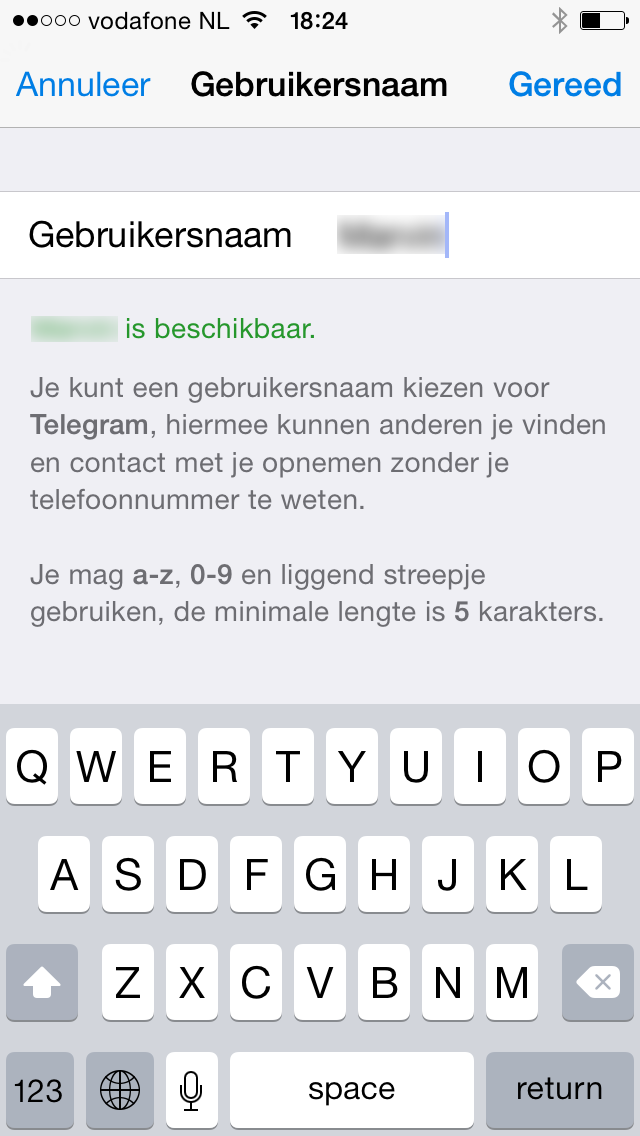 vodafone NL 18:24
Annuleer Gebruikersnaam Gereed
Gebruikersnaam
is beschikbaar.
Je kunt een gebruikersnaam kiezen voor
Telegram, hiermee kunnen anderen je vinden
en contact met je opnemen zonder je
telefoonnummer te weten.
Je mag a-z, 0-9 en liggend streepje
gebruiken, de minimale lengte is 5 karakters.
Q W E R T Y U I O P
A S D F G H J K L
Z X C V B N M
123 space return